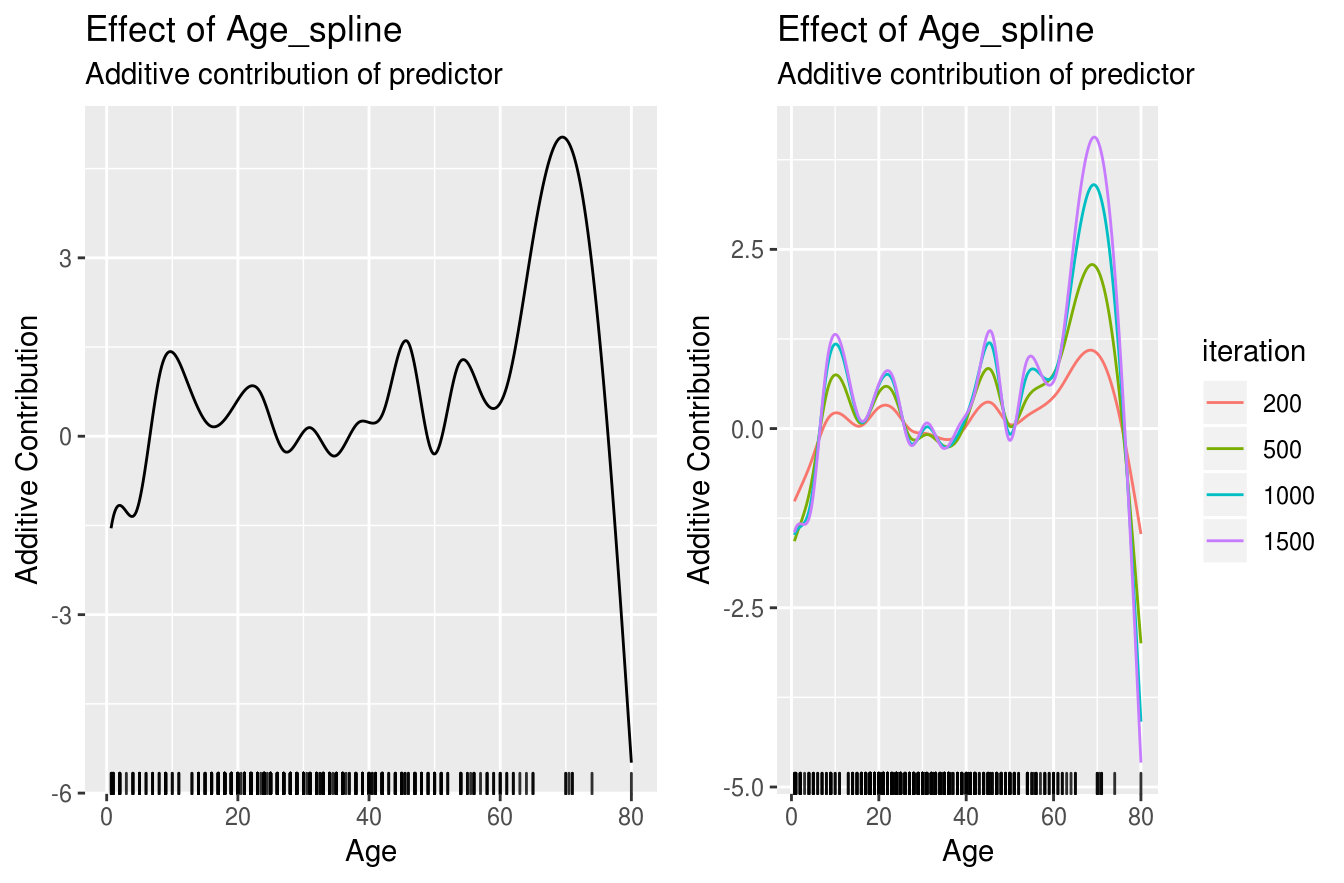 Effect of Age_spline
Additive contribution of predictor
Additive Contribution
3
0
-3
-6
0 20 40 60 80
Age
Effect of Age_spline
Additive contribution of predictor
Additive Contribution
2.5
0.0
-2.5
-5.0
0 20 40 60 80
Age
iteration
200
500
1000
1500